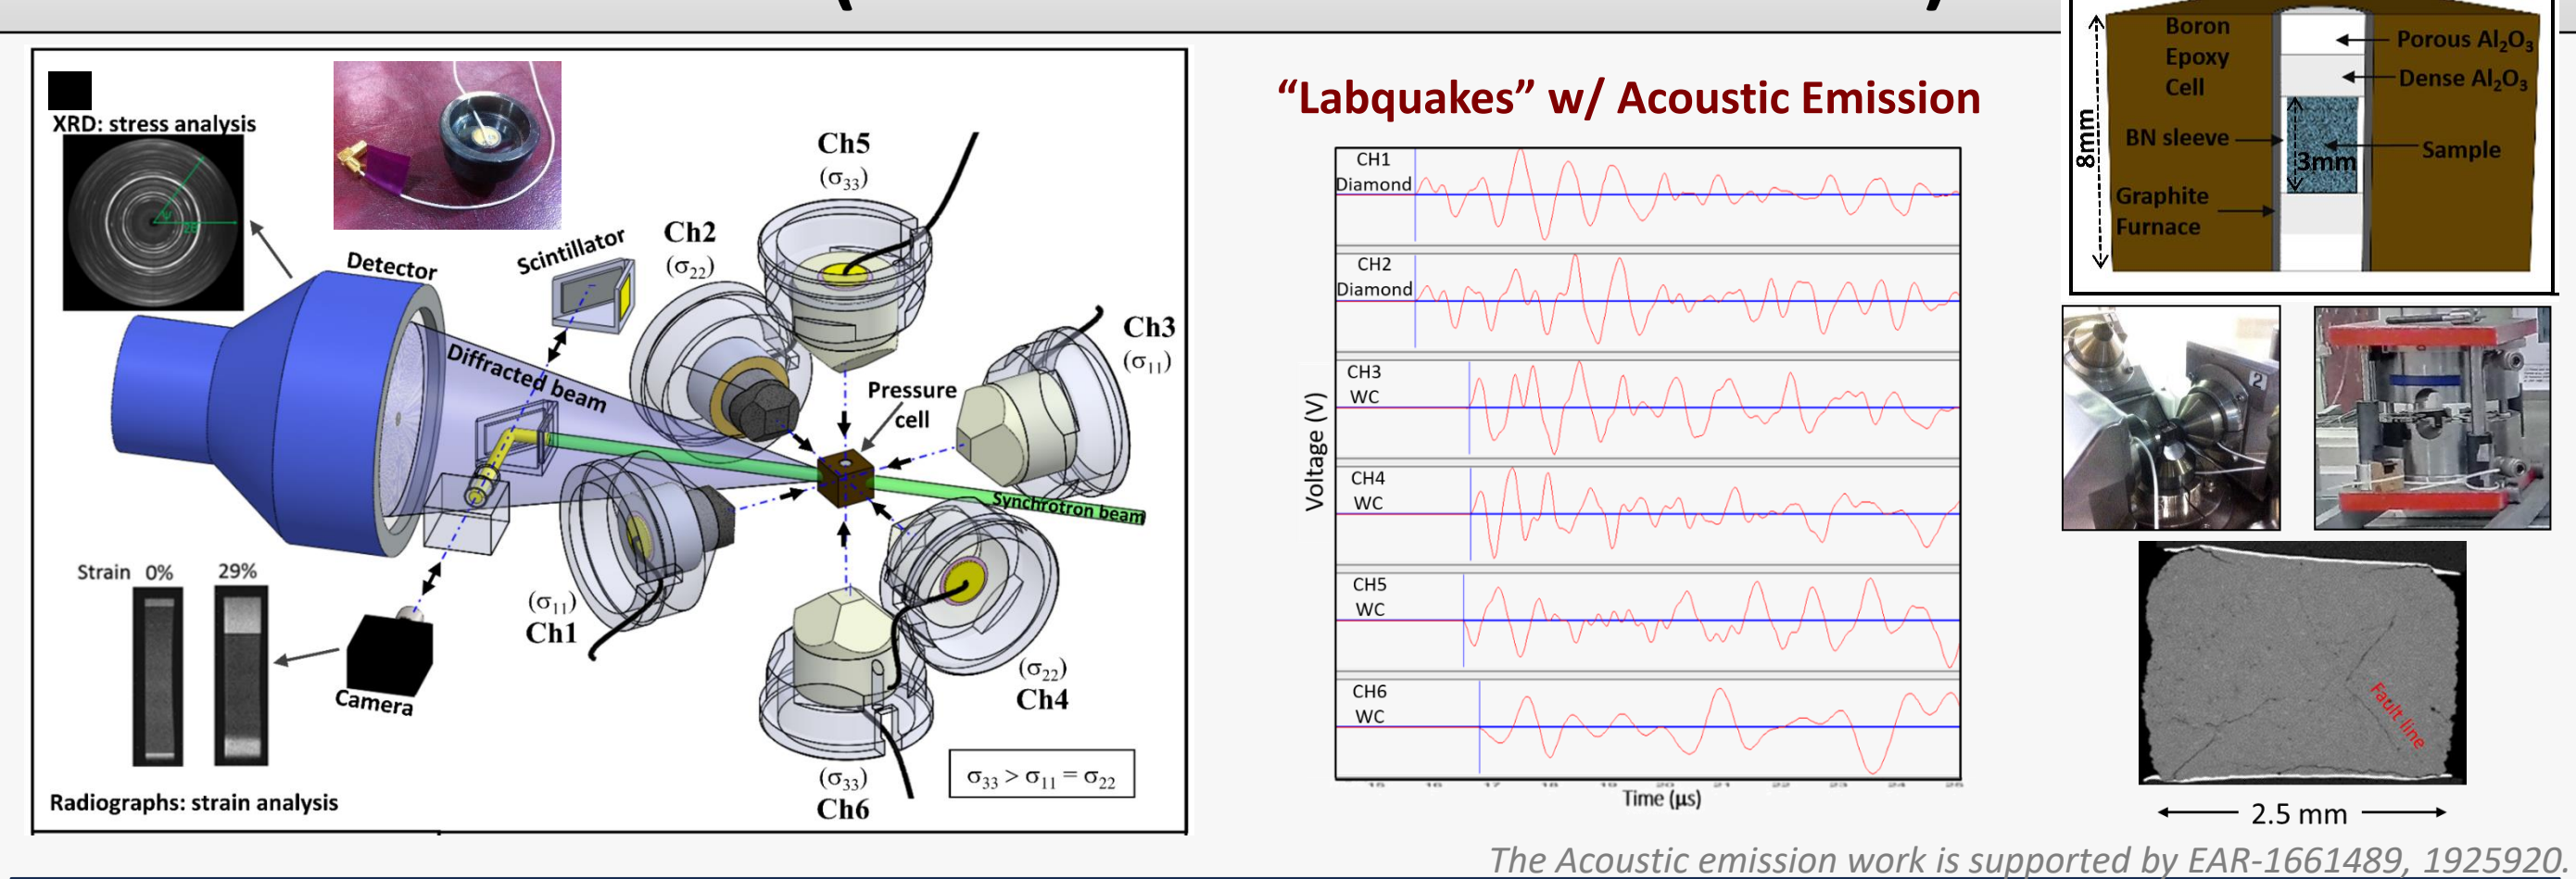 XRD: stress analysis
Detector
Scintillator
Diffracted beam
Ch2
(σ₂₂)
Ch5
(σ₃₃)
Ch3
(σ₁₁)
Pressure
cell
Synchrotron beam
(σ₁₁)
Ch1
(σ₂₂)
Ch4
(σ₃₃)
Ch6
σ₃₃ > σ₁₁ = σ₂₂
Strain 0% 29%
Camera
Radiographs: strain analysis
“Labquakes” w/ Acoustic Emission
Voltage (V)
CH1
Diamond
CH2
Diamond
CH3
WC
CH4
WC
CH5
WC
CH6
WC
Time (μs)
8mm
Boron
Epoxy
Cell
Porous Al₂O₃
Dense Al₂O₃
BN sleeve
3mm
Sample
Graphite
Furnace
2
Fault line
2.5 mm
The Acoustic emission work is supported by EAR-1661489, 1925920.